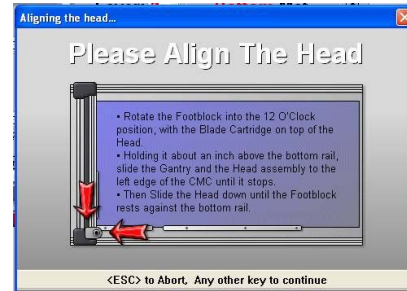 Aligning the head...
Please Align The Head
• Rotate the Footblock into the 12 O'Clock
position, with the Blade Cartridge on top of the
Head.
• Holding it about an inch above the bottom rail,
slide the Gantry and the Head assembly to the
left edge of the CMC until it stops.
• Then Slide the Head down until the Footblock
rests against the bottom rail.
<ESC> to Abort, Any other key to continue